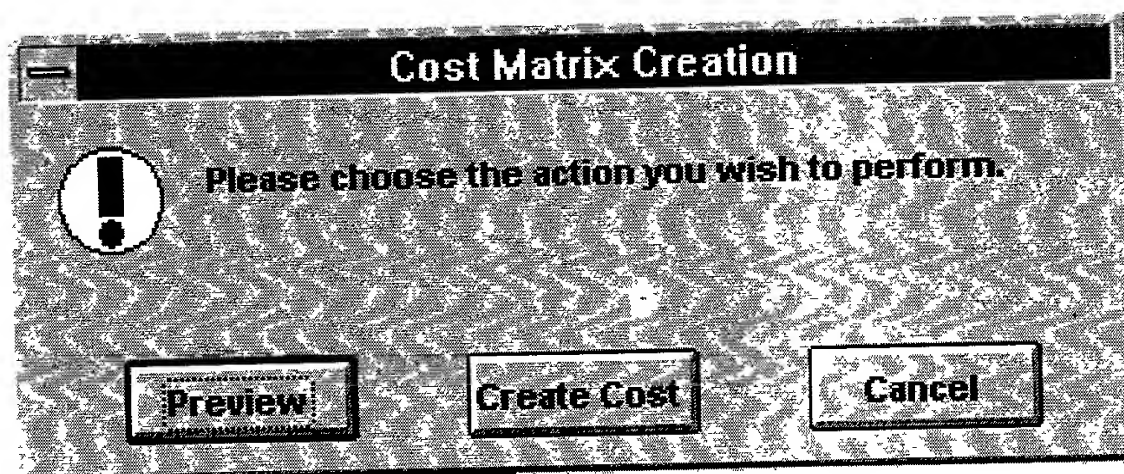 Cost Matrix Creation
Please choose the action you wish to perform.
Preview
Create Cost
Cancel